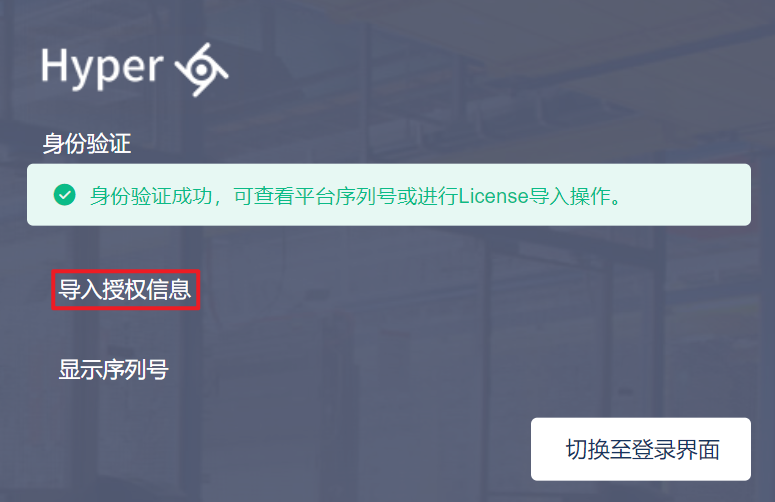 Hyper
身份验证
身份验证成功，可查看平台序列号或进行License导入操作。
导入授权信息
显示序列号
切换至登录界面